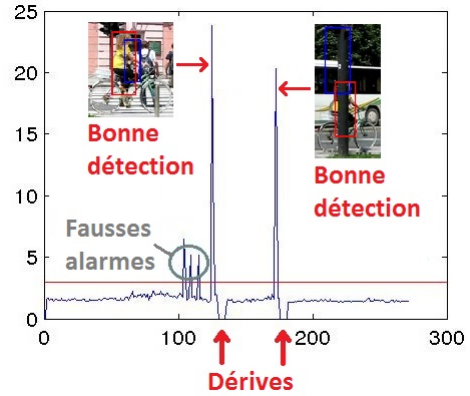 25
20
15
10
5
0
0
100
200
300
Bonne
détection
Bonne
détection
Fausses
alarmes
Dérives